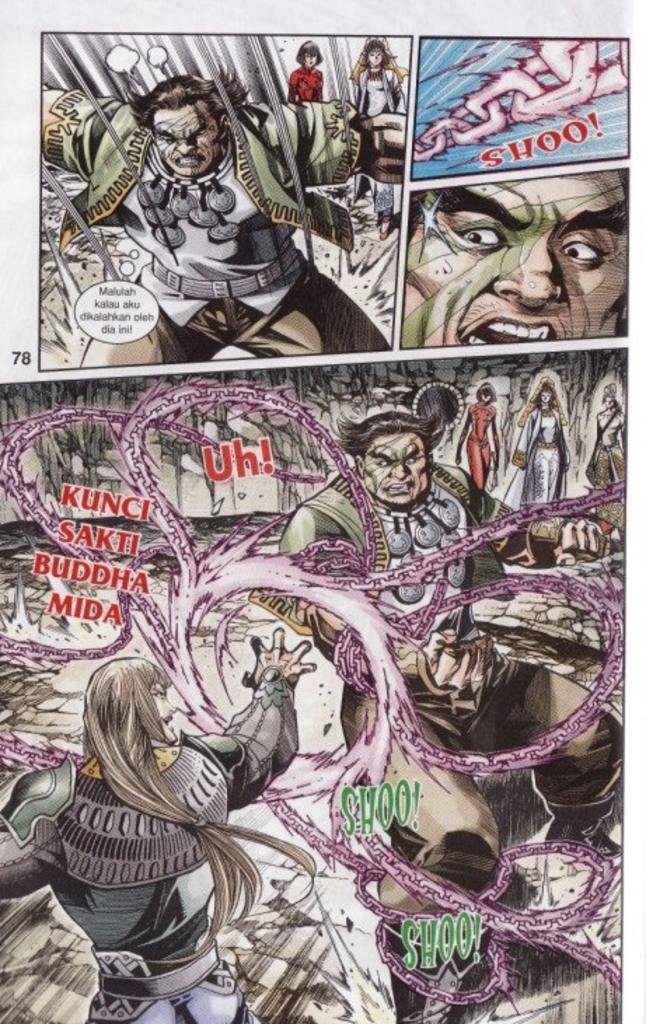 Malulah
kalau aku
dikalahkan oleh
dia ini!
SHOO!
78
Uh!
KUNCI
SAKTI
BUDDHA
MIDA
SHOO!
SHOO!